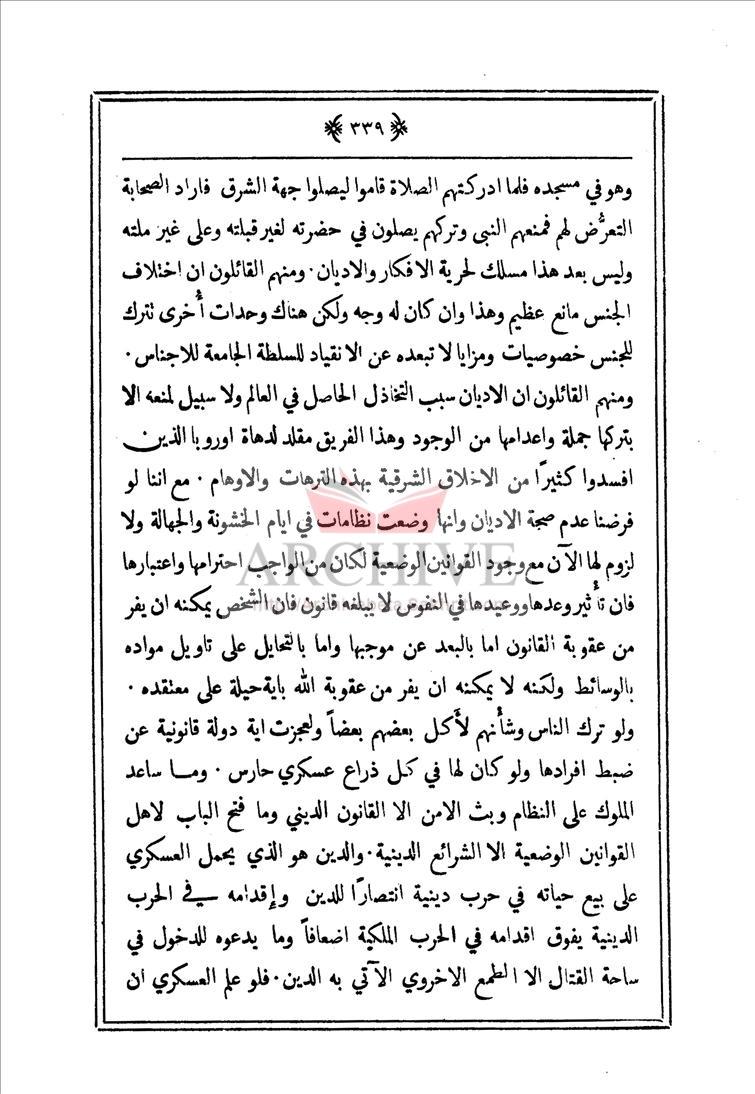 ﴿ ٣٣٩ ﴾
وهو في مسجده فلما ادركتهم الصلاة قاموا ليصلوا جهة الشرق فاراد الصحابة
التعرُّض لهم فمنعهم النبي وتركهم يصلون في حضرته لغير قبلته وعلى غير ملته
وليس بعد هذا مسلك لحرية الافكار والاديان. ومنهم القائلون ان اختلاف
الجنس مانع عظيم وهذا وان كان له وجه ولكن هناك وحدات أُخرى تترك
للجنس خصوصيات ومزايا لا تبعده عن الانقياد للسلطة الجامعة للاجناس.
ومنهم القائلون ان الاديان سبب التخاذل الحاصل في العالم ولا سبيل لمنعه الا
بتركها جملة واعدامها من الوجود وهذا الفريق مقلد لدهاة اوروبا الذين
افسدوا كثيرًا من الاخلاق الشرقية بهذه الترهات والاوهام. مع اننا لو
فرضنا عدم صحة الاديان وانها وضعت نظامات في ايام الخشونة والجهالة ولا
لزوم لها الآن مع وجود القوانين الوضعية لكان من الواجب احترامها واعتبارها
فان تأثير وعدها ووعيدها في النفوس لا يبلغه قانون فان الشخص يمكنه ان يفر
من عقوبة القانون اما بالبعد عن موجبها واما بالتحايل على تاويل مواده
بالوسائط ولكنه لا يمكنه ان يفر من عقوبة الله باية حيلة على معتقده.
ولو ترك الناس وشأنهم لأكل بعضهم بعضاً ولعجزت اية دولة قانونية عن
ضبط افرادها ولو كان لها في كل ذراع عسكري حارس. وما ساعد
الملوك على النظام وبث الامن الا القانون الديني وما فتح الباب لاهل
القوانين الوضعية الا الشرائع الدينية. والدين هو الذي يحمل العسكري
على بيع حياته في حرب دينية انتصارًا للدين وإقدامه في الحرب
الدينية يفوق اقدامه في الحرب الملكية اضعافاً وما يدعوه للدخول في
ساحة القتال الا الطمع الاخروي الآتي به الدين. فلو علم العسكري ان
ARCHIVE